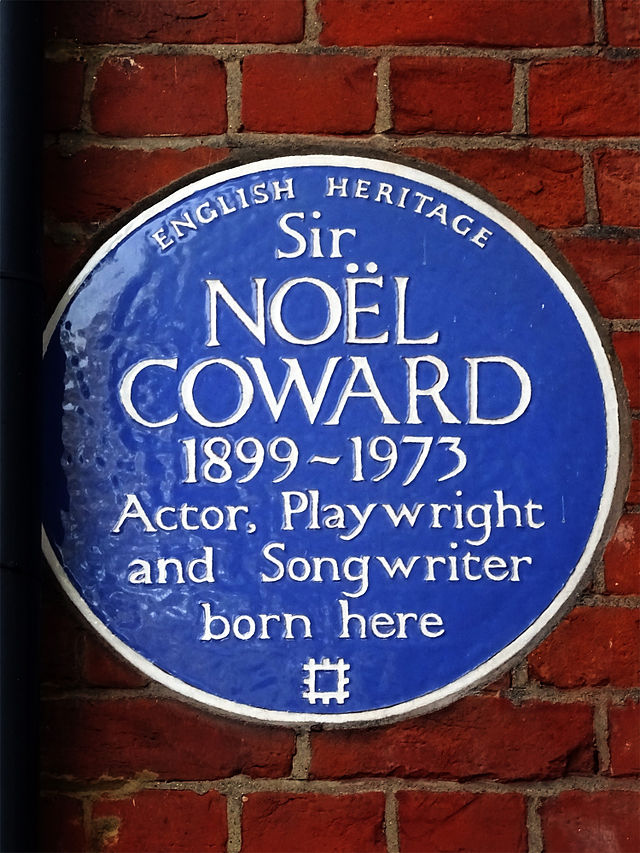 ENGLISH HERITAGE
Sir
NOËL
COWARD
1899~1973
Actor, Playwright
and Songwriter
born here